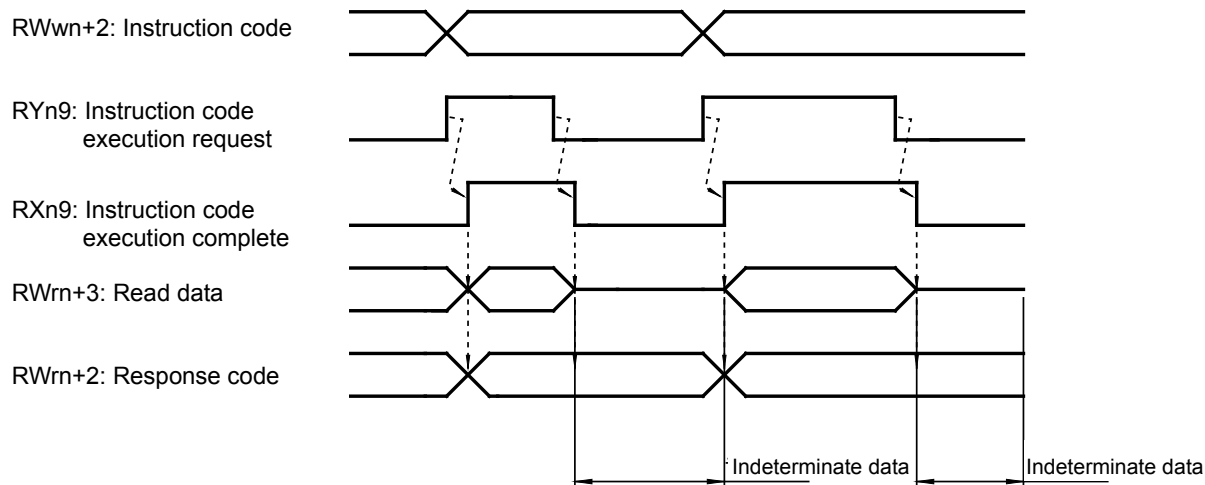 RWwn+2: Instruction code
RYn9: Instruction code
execution request
RXn9: Instruction code
execution complete
RWrn+3: Read data
RWrn+2: Response code
Indeterminate data
Indeterminate data